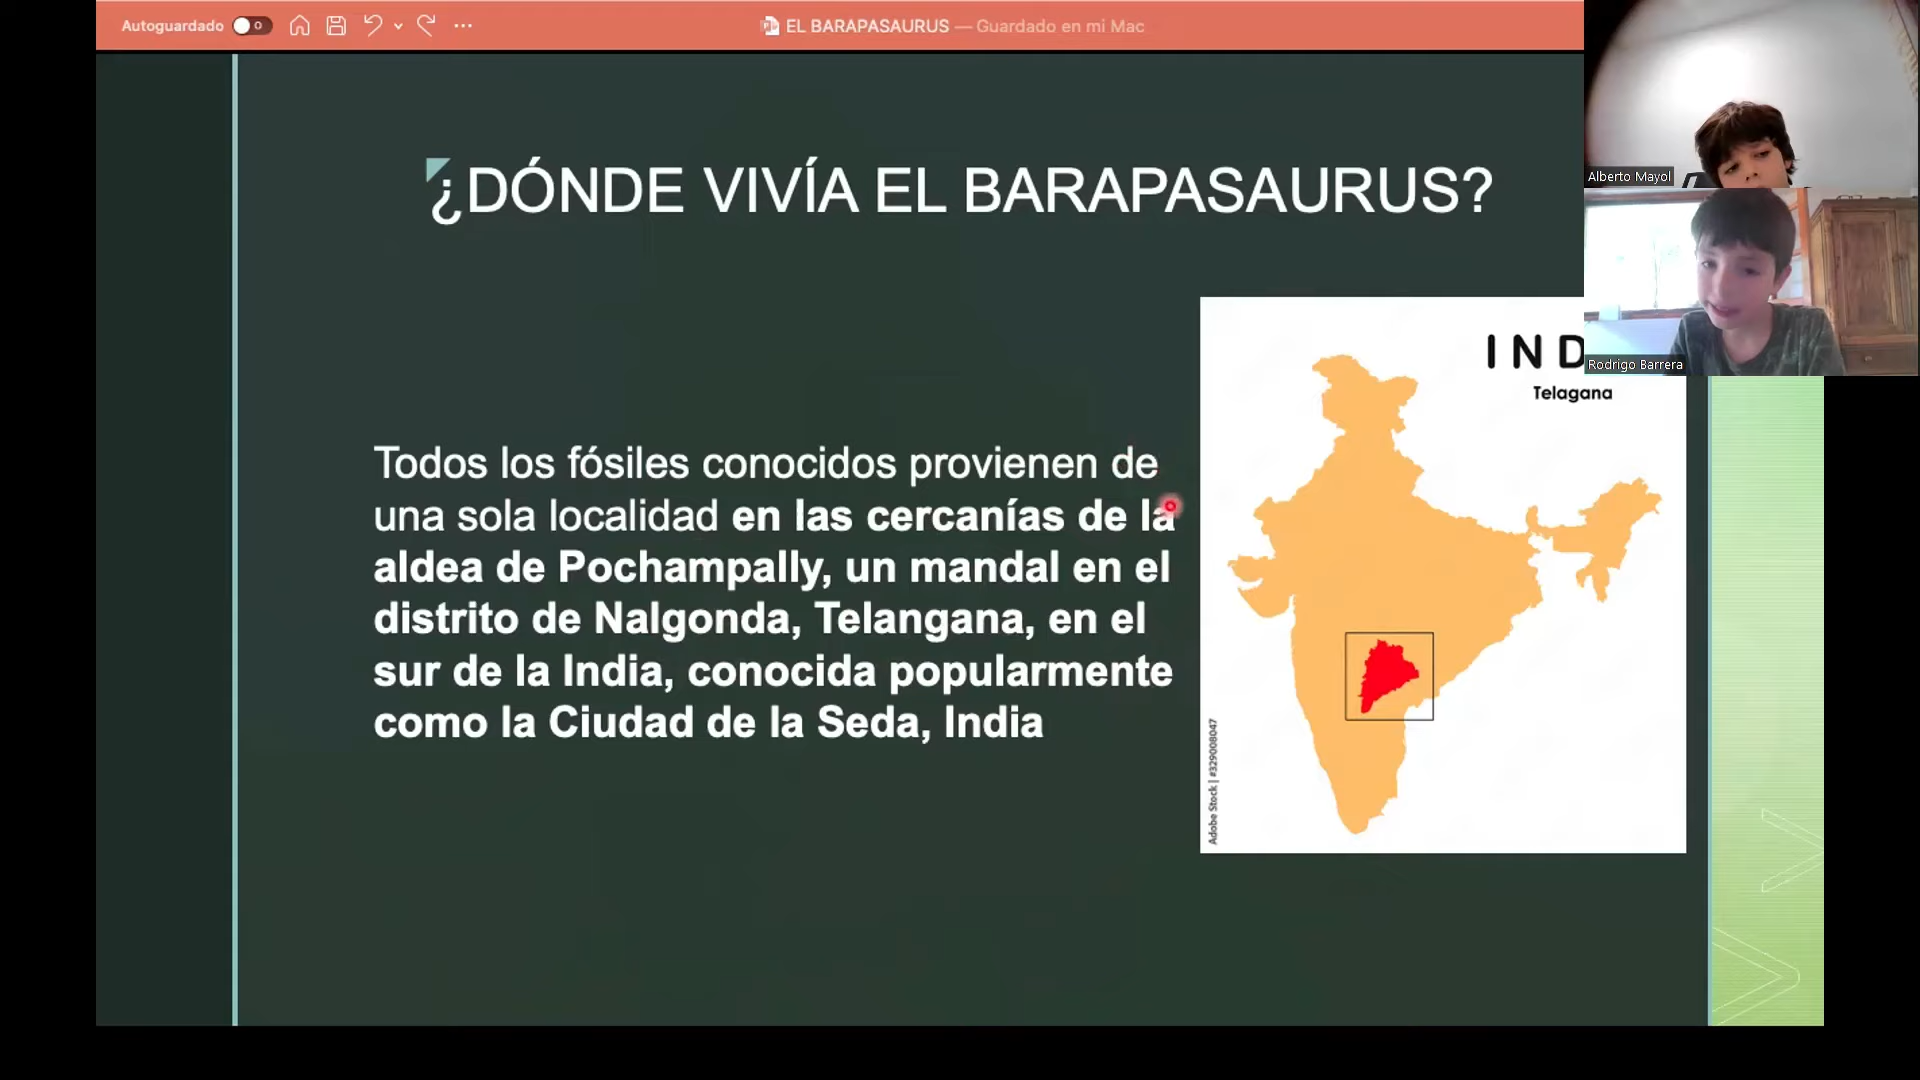 Autoguardado
EL BARAPASAURUS — Guardado en mi Mac
Alberto Mayol
Rodrigo Barrera
¿DÓNDE VIVÍA EL BARAPASAURUS?
Todos los fósiles conocidos provienen de
una sola localidad en las cercanías de la
aldea de Pochampally, un mandal en el
distrito de Nalgonda, Telangana, en el
sur de la India, conocida popularmente
como la Ciudad de la Seda, India
IND
Telagana
Adobe Stock | #329008047